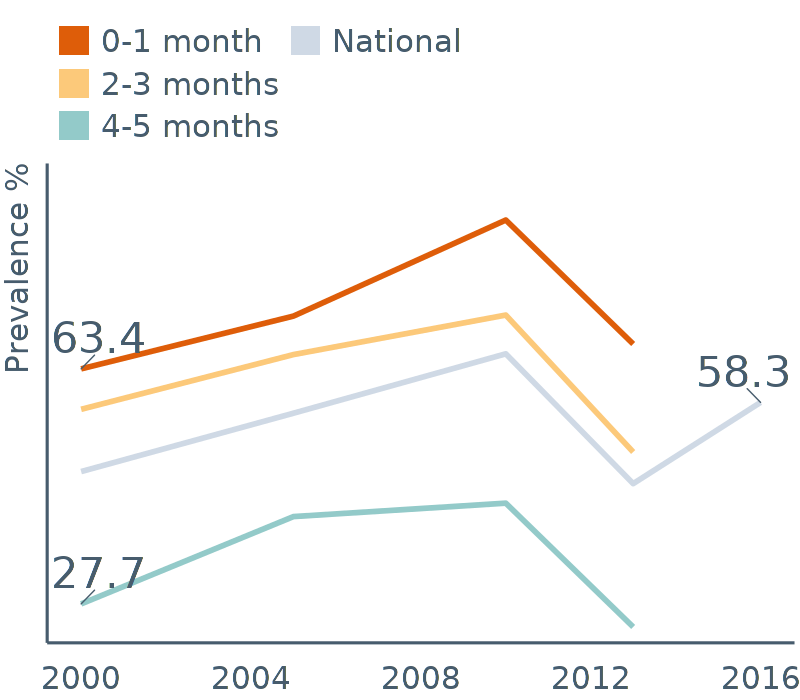 0-1 month
National
2-3 months
4-5 months
Prevalence %
63.4
58.3
27.7
2000 2004 2008 2012 2016